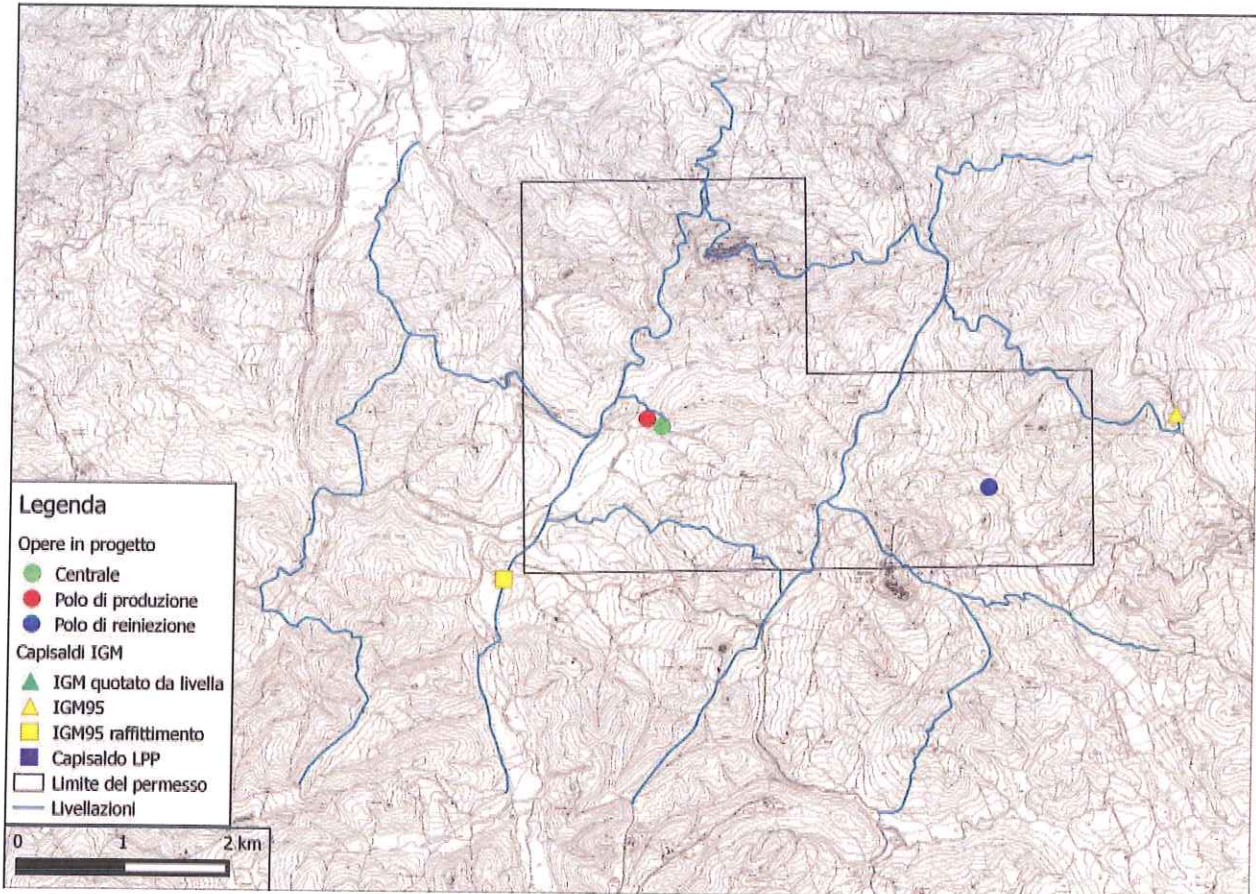 Legenda
Opere in progetto
Centrale
Polo di produzione
Polo di reiniezione
Capisaldi IGM
IGM quotato da livella
IGM95
IGM95 raffittimento
Capisaldo LPP
Limite del permesso
Livellazioni
0 1 2 km